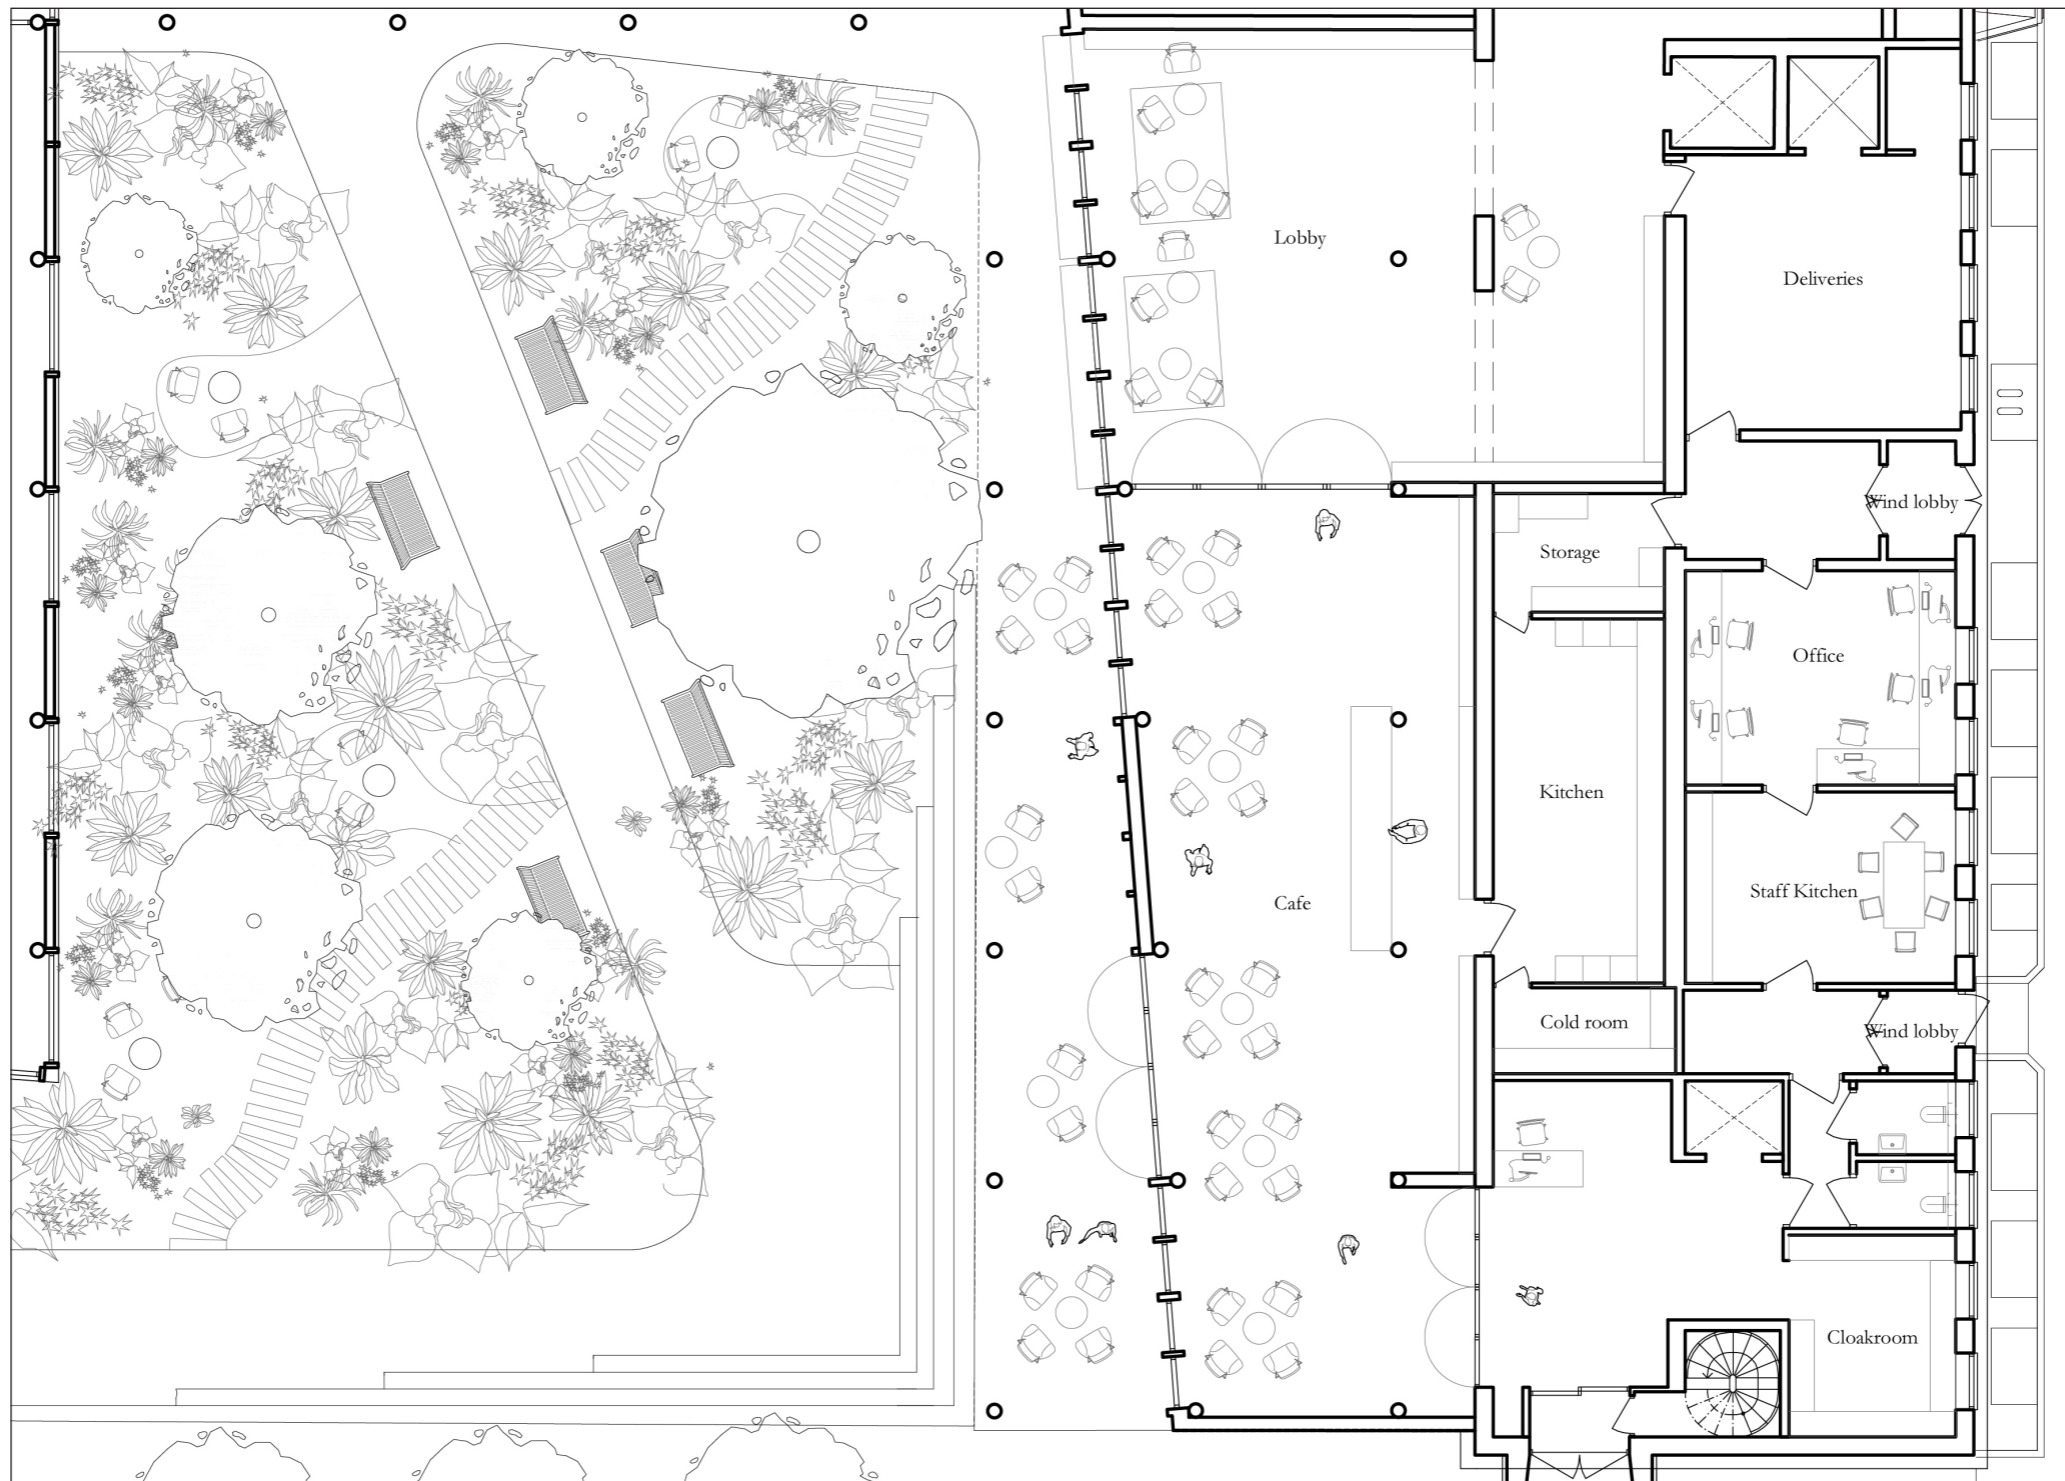 Lobby
Deliveries
Wind lobby
Storage
Office
Kitchen
Staff Kitchen
Cafe
Cold room
Wind lobby
Cloakroom